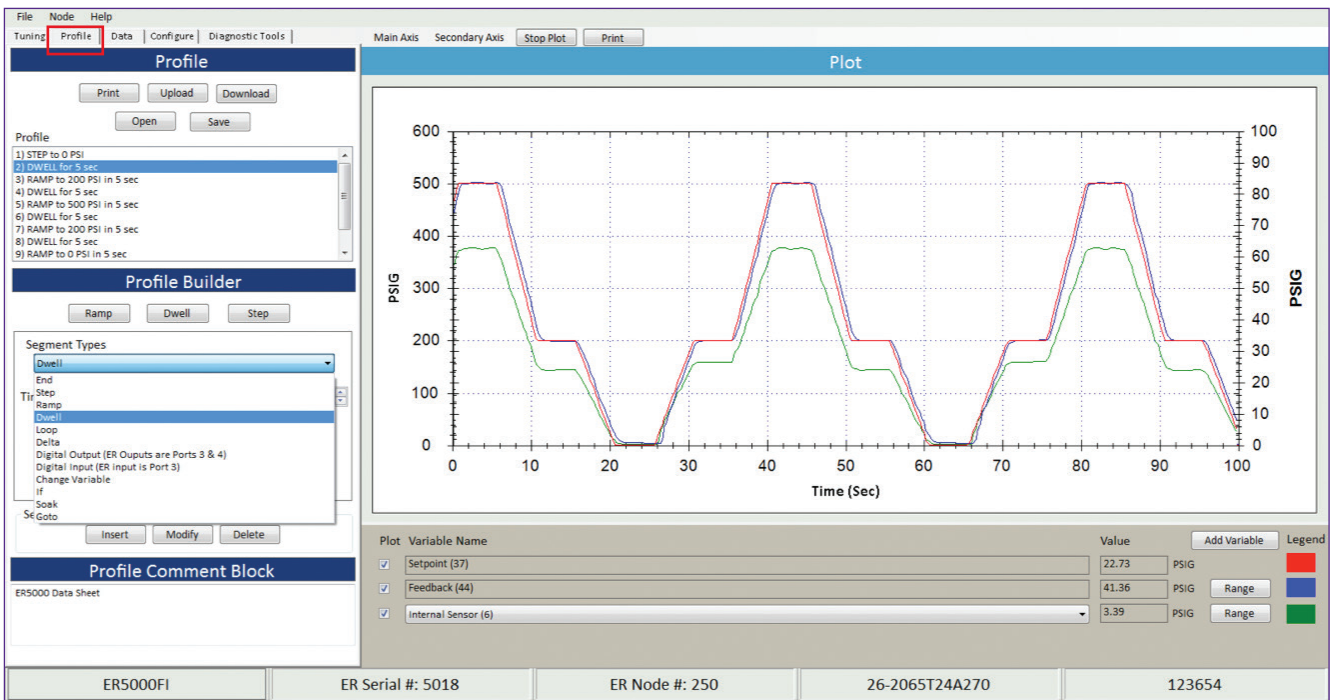 File Node Help
Tuning Profile Data Configure Diagnostic Tools
Main Axis Secondary Axis Stop Plot Print
Profile
Print Upload Download
Open Save
Profile
1) STEP to 0 PSI
2) DWELL for 5 sec
3) RAMP to 200 PSI in 5 sec
4) DWELL for 5 sec
5) RAMP to 500 PSI in 5 sec
6) DWELL for 5 sec
7) RAMP to 200 PSI in 5 sec
8) DWELL for 5 sec
9) RAMP to 0 PSI in 5 sec
Profile Builder
Ramp Dwell Step
Segment Types
Dwell
End
Step
Ramp
Dwell
Loop
Delta
Digital Output (ER Ouputs are Ports 3 & 4)
Digital Input (ER input is Port 3)
Change Variable
If
Soak
Goto
Insert Modify Delete
Profile Comment Block
ER5000 Data Sheet
Plot
600
500
400
300
200
100
0
PSIG
100
90
80
70
60
50
40
30
20
10
0
PSIG
0 10 20 30 40 50 60 70 80 90 100
Time (Sec)
Plot Variable Name Value Add Variable Legend
Setpoint (37) 22.73 PSIG
Feedback (44) 41.36 PSIG Range
Internal Sensor (6) 3.39 PSIG Range
ER5000FI ER Serial #: 5018 ER Node #: 250 26-2065T24A270 123654